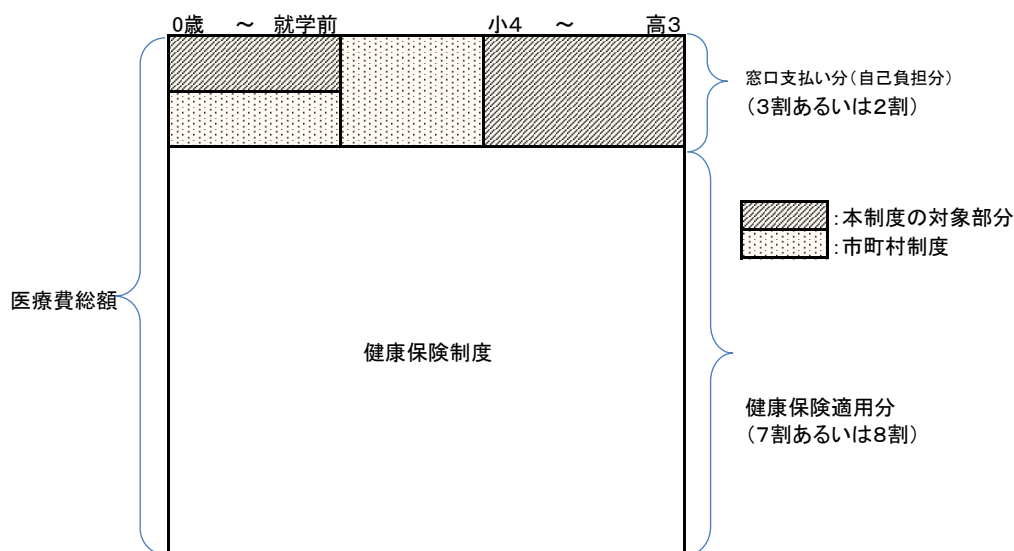 0歳 ～ 就学前 小4 ～ 高3
窓口支払い分（自己負担分）
（３割あるいは２割）
：本制度の対象部分
：市町村制度
医療費総額
健康保険制度
健康保険適用分
（７割あるいは８割）